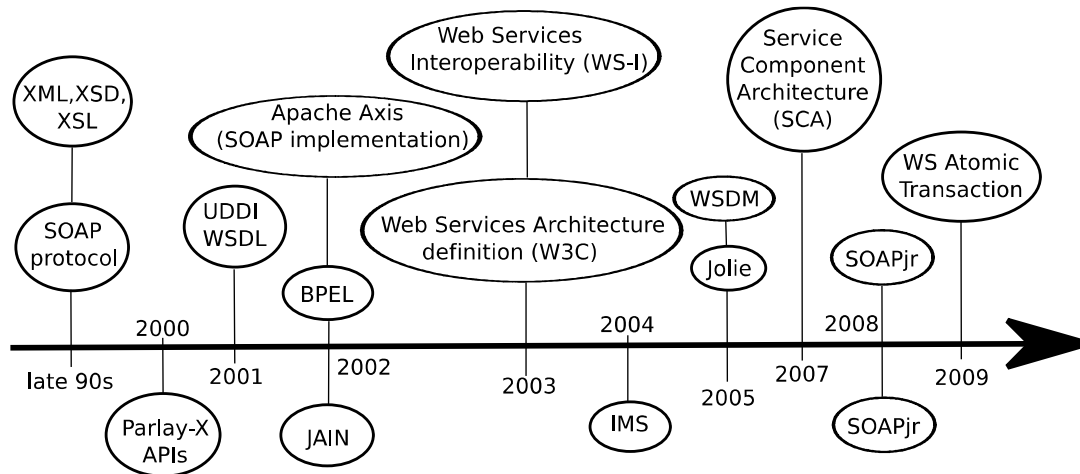 Web Services
Interoperability (WS-I)
Service
Component
Architecture
(SCA)
XML,XSD,
XSL
Apache Axis
(SOAP implementation)
WS Atomic
Transaction
SOAP
protocol
UDDI
WSDL
Web Services Architecture
definition (W3C)
WSDM
Jolie
SOAPjr
BPEL
2000
2004
2008
late 90s
2001
2002
2003
2005
2007
2009
Parlay-X
APIs
JAIN
IMS
SOAPjr